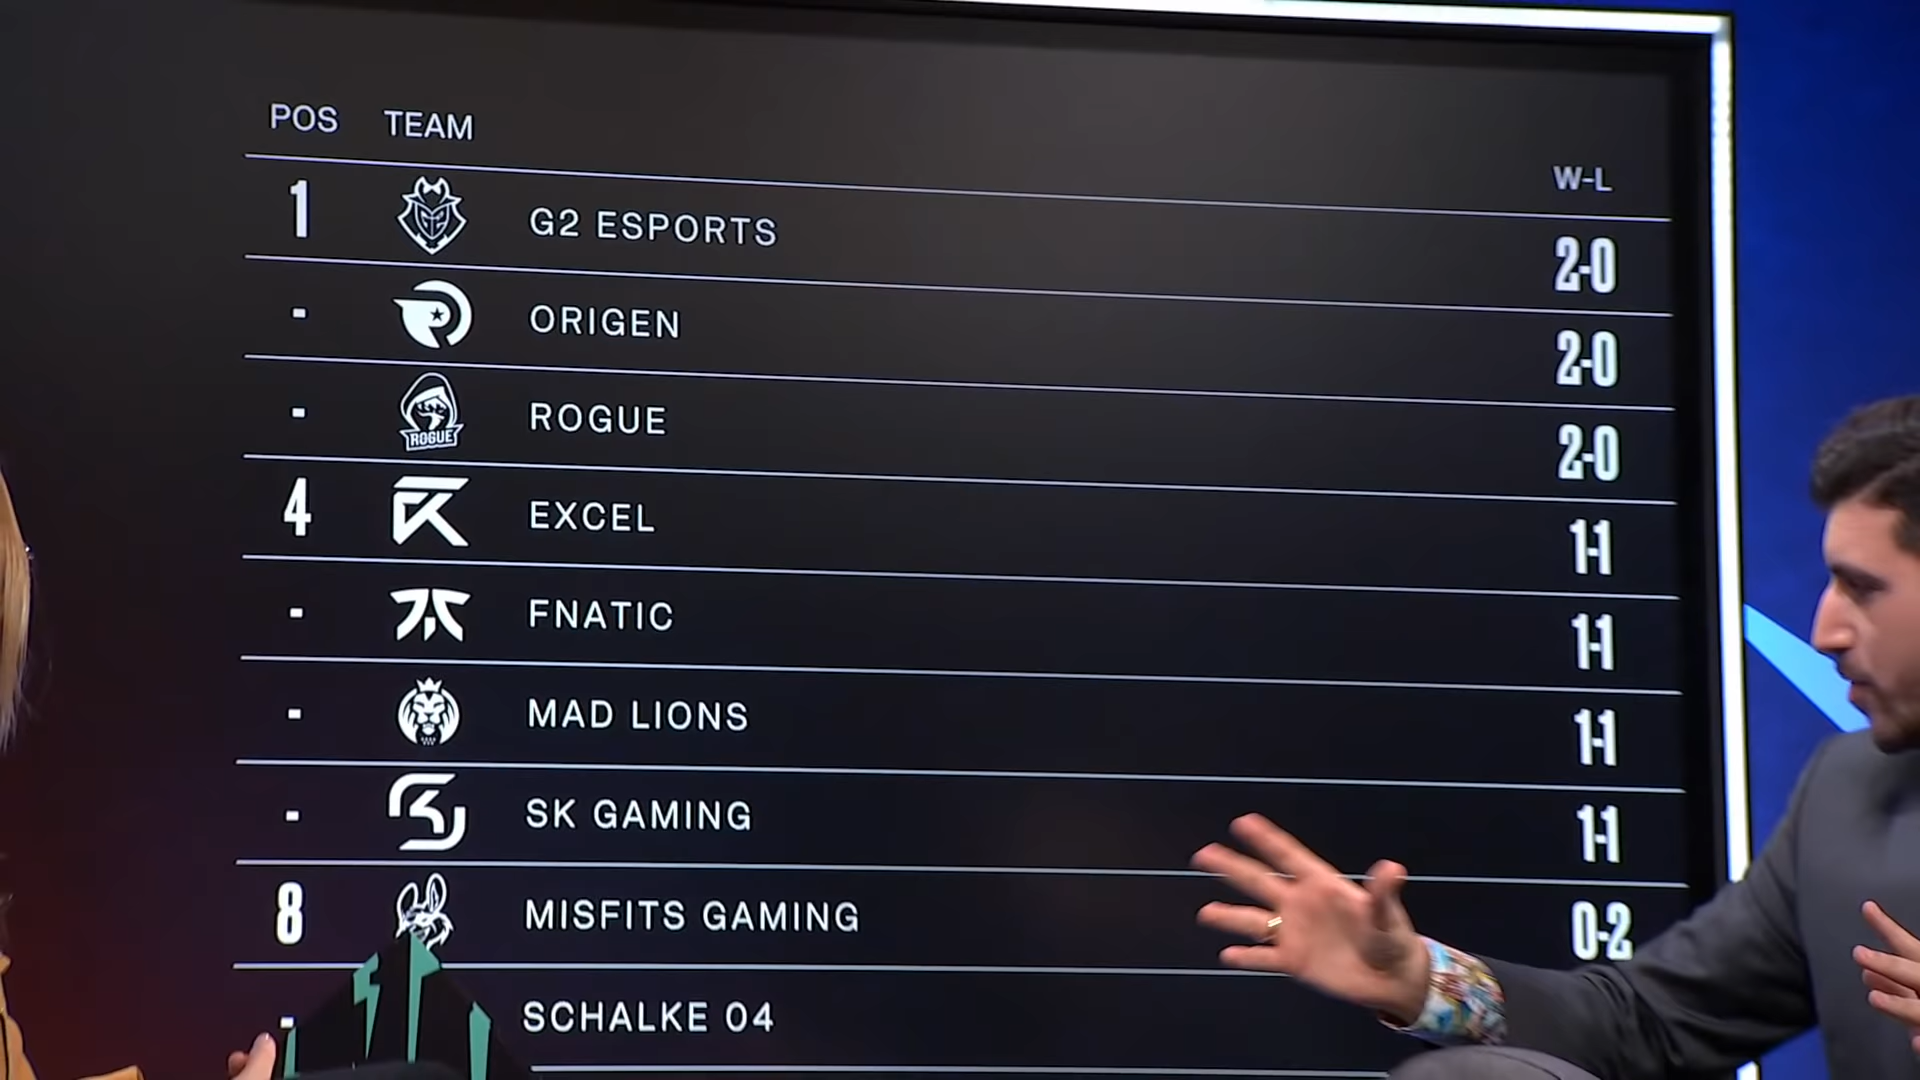 POS TEAM W-L
1 G2 ESPORTS 2-0
- ORIGEN 2-0
- ROGUE ROGUE 2-0
4 EXCEL 1-1
- FNATIC 1-1
- MAD LIONS 1-1
- SK GAMING 1-1
8 MISFITS GAMING 0-2
- SCHALKE 04